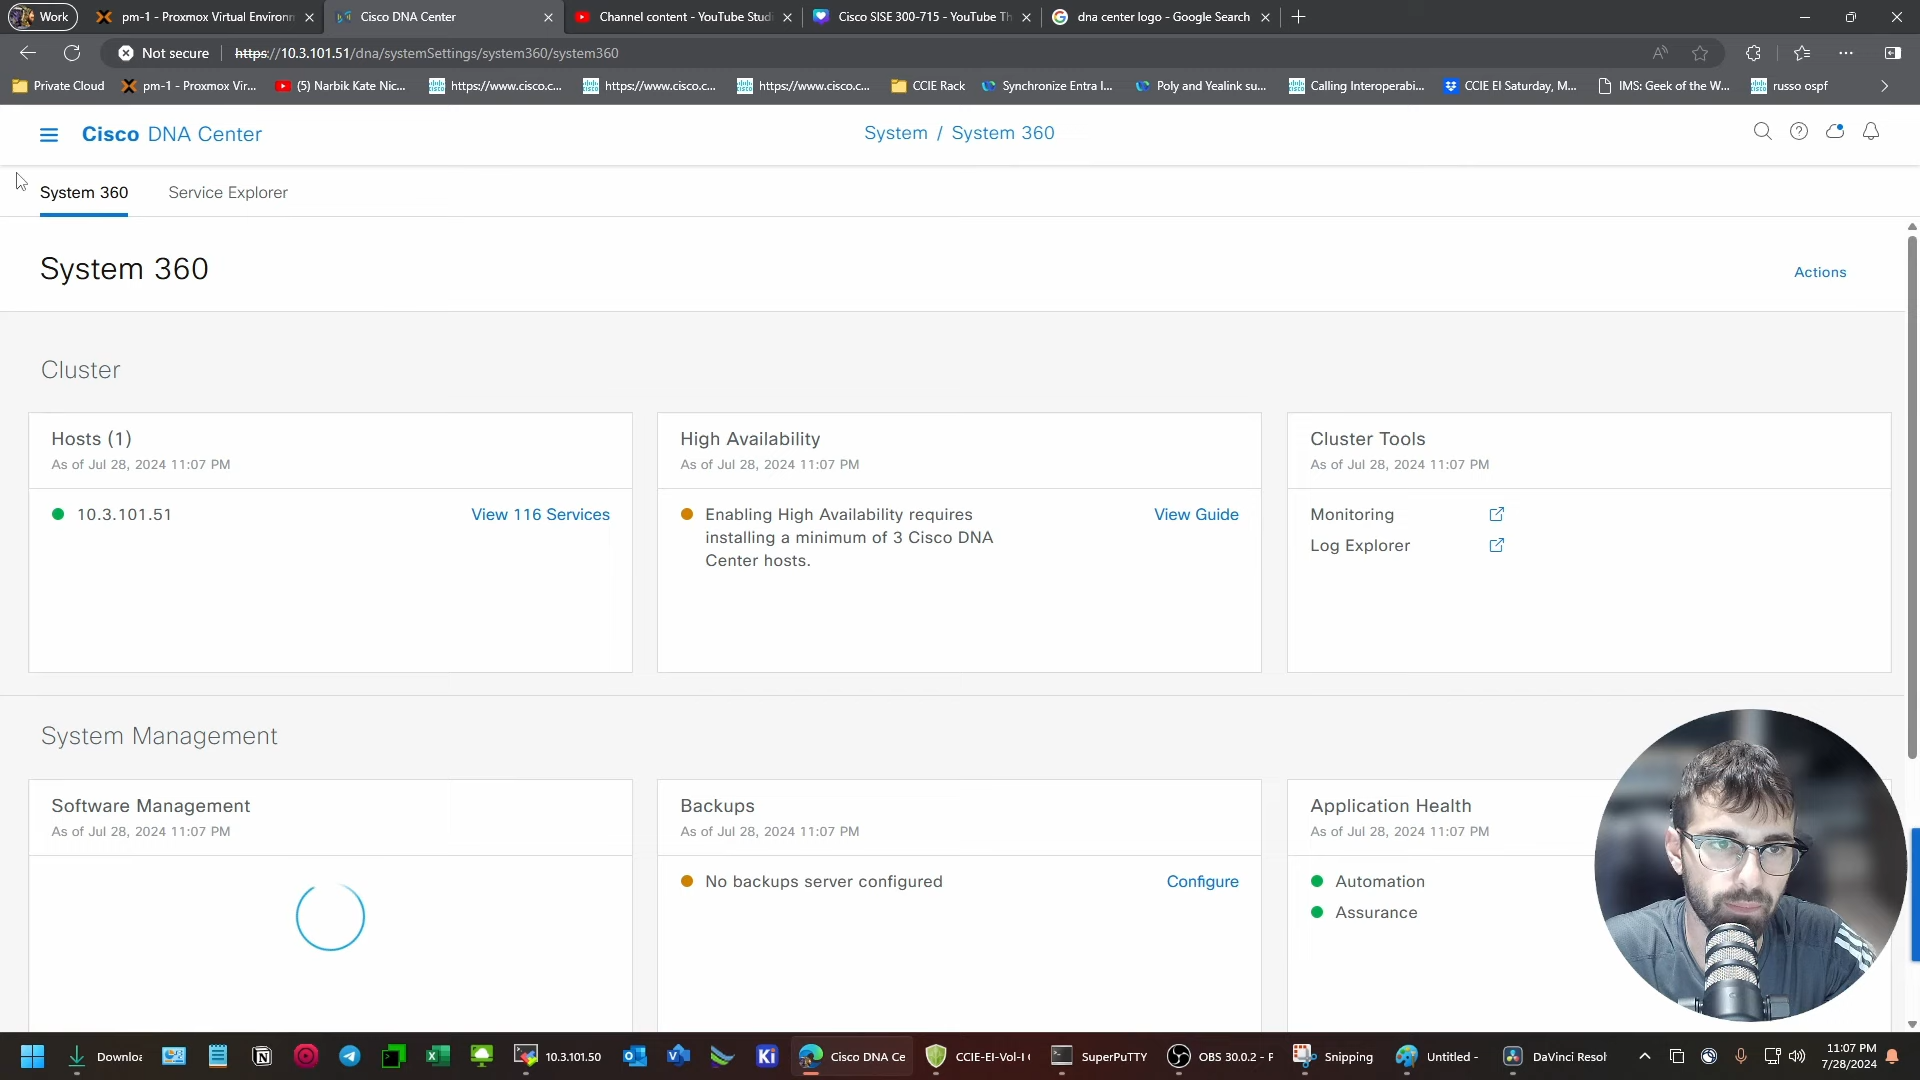 Work
pm-1 - Proxmox Virtual Environn
Cisco DNA Center
Channel content - YouTube Studi
Cisco SISE 300-715 - YouTube Th
dna center logo - Google Search
Not secure
https://10.3.101.51/dna/systemSettings/system360/system360
Private Cloud
pm-1 - Proxmox Vir...
(5) Narbik Kate Nic...
https://www.cisco.c...
https://www.cisco.c...
https://www.cisco.c...
CCIE Rack
Synchronize Entra I...
Poly and Yealink su...
Calling Interoperabi...
CCIE EI Saturday, M...
IMS: Geek of the W...
russo ospf
Cisco DNA Center
System / System 360
System 360
Service Explorer
System 360
Actions
Cluster
Hosts (1)
As of Jul 28, 2024 11:07 PM
10.3.101.51
View 116 Services
High Availability
As of Jul 28, 2024 11:07 PM
Enabling High Availability requires
installing a minimum of 3 Cisco DNA
Center hosts.
View Guide
Cluster Tools
As of Jul 28, 2024 11:07 PM
Monitoring
Log Explorer
System Management
Software Management
As of Jul 28, 2024 11:07 PM
Backups
As of Jul 28, 2024 11:07 PM
No backups server configured
Configure
Application Health
As of Jul 28, 2024 11:07 PM
Automation
Assurance
Downloa
10.3.101.50
Ki
Cisco DNA Ce
CCIE-EI-Vol-I
SuperPuTTY
OBS 30.0.2 - P
Snipping
Untitled -
DaVinci Resol
11:07 PM
7/28/2024